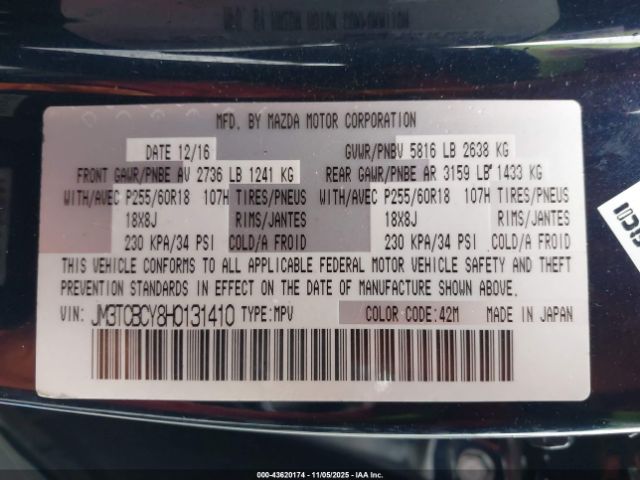 MFD. BY MAZDA MOTOR CORPORATION
DATE 12/16 GVWR/PNBV 5816 LB 2638 KG
FRONT GAWR/PNBE AV 2736 LB 1241 KG REAR GAWR/PNBE AR 3159 LB 1433 KG
WITH/AVEC P255/60R18 107H TIRES/PNEUS WITH/AVEC P255/60R18 107H TIRES/PNEUS
18X8J RIMS/JANTES 18X8J RIMS/JANTES
230 KPA/34 PSI COLD/A FROID 230 KPA/34 PSI COLD/A FROID
THIS VEHICLE CONFORMS TO ALL APPLICABLE FEDERAL MOTOR VEHICLE SAFETY AND THEFT
PREVENTION STANDARDS IN EFFECT ON THE DATE OF MANUFACTURE SHOWN ABOVE.
VIN: JM3TCBCY8H0131410 TYPE:MPV COLOR CODE:42M MADE IN JAPAN
000-43620174 - 11/05/2025 - IAAI Inc.